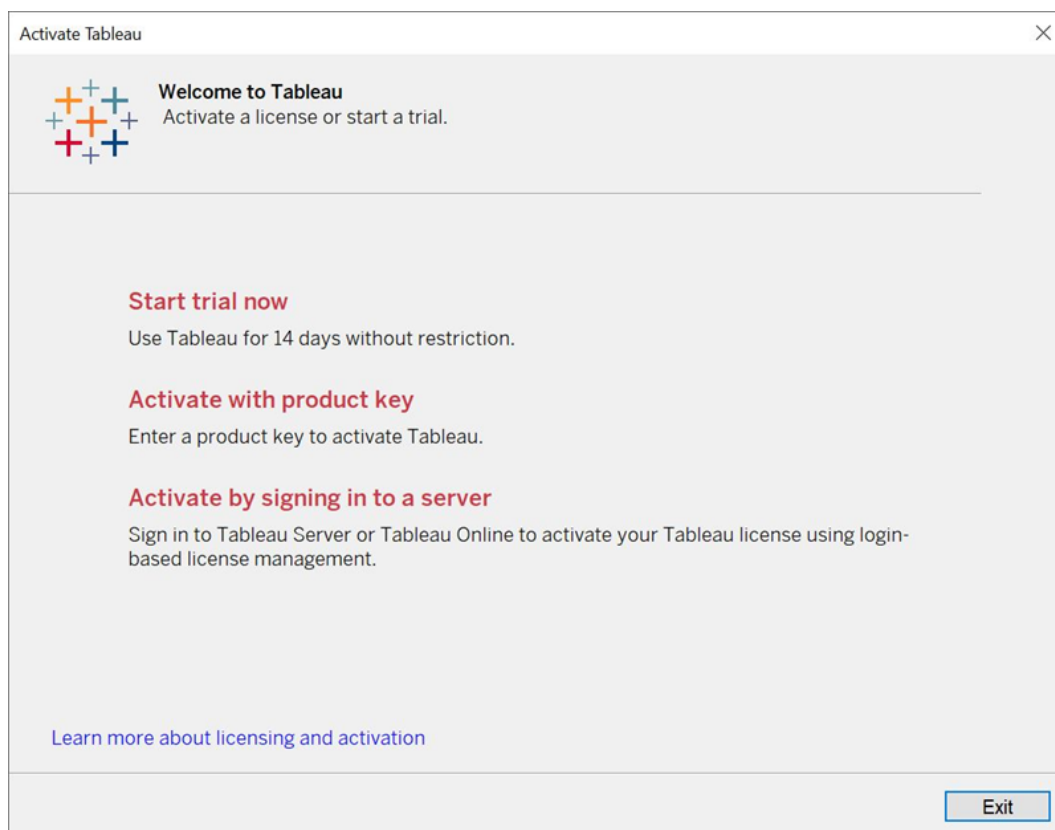 Activate Tableau
Welcome to Tableau
Activate a license or start a trial.
Start trial now
Use Tableau for 14 days without restriction.
Activate with product key
Enter a product key to activate Tableau.
Activate by signing in to a server
Sign in to Tableau Server or Tableau Online to activate your Tableau license using login-
based license management.
Learn more about licensing and activation
Exit